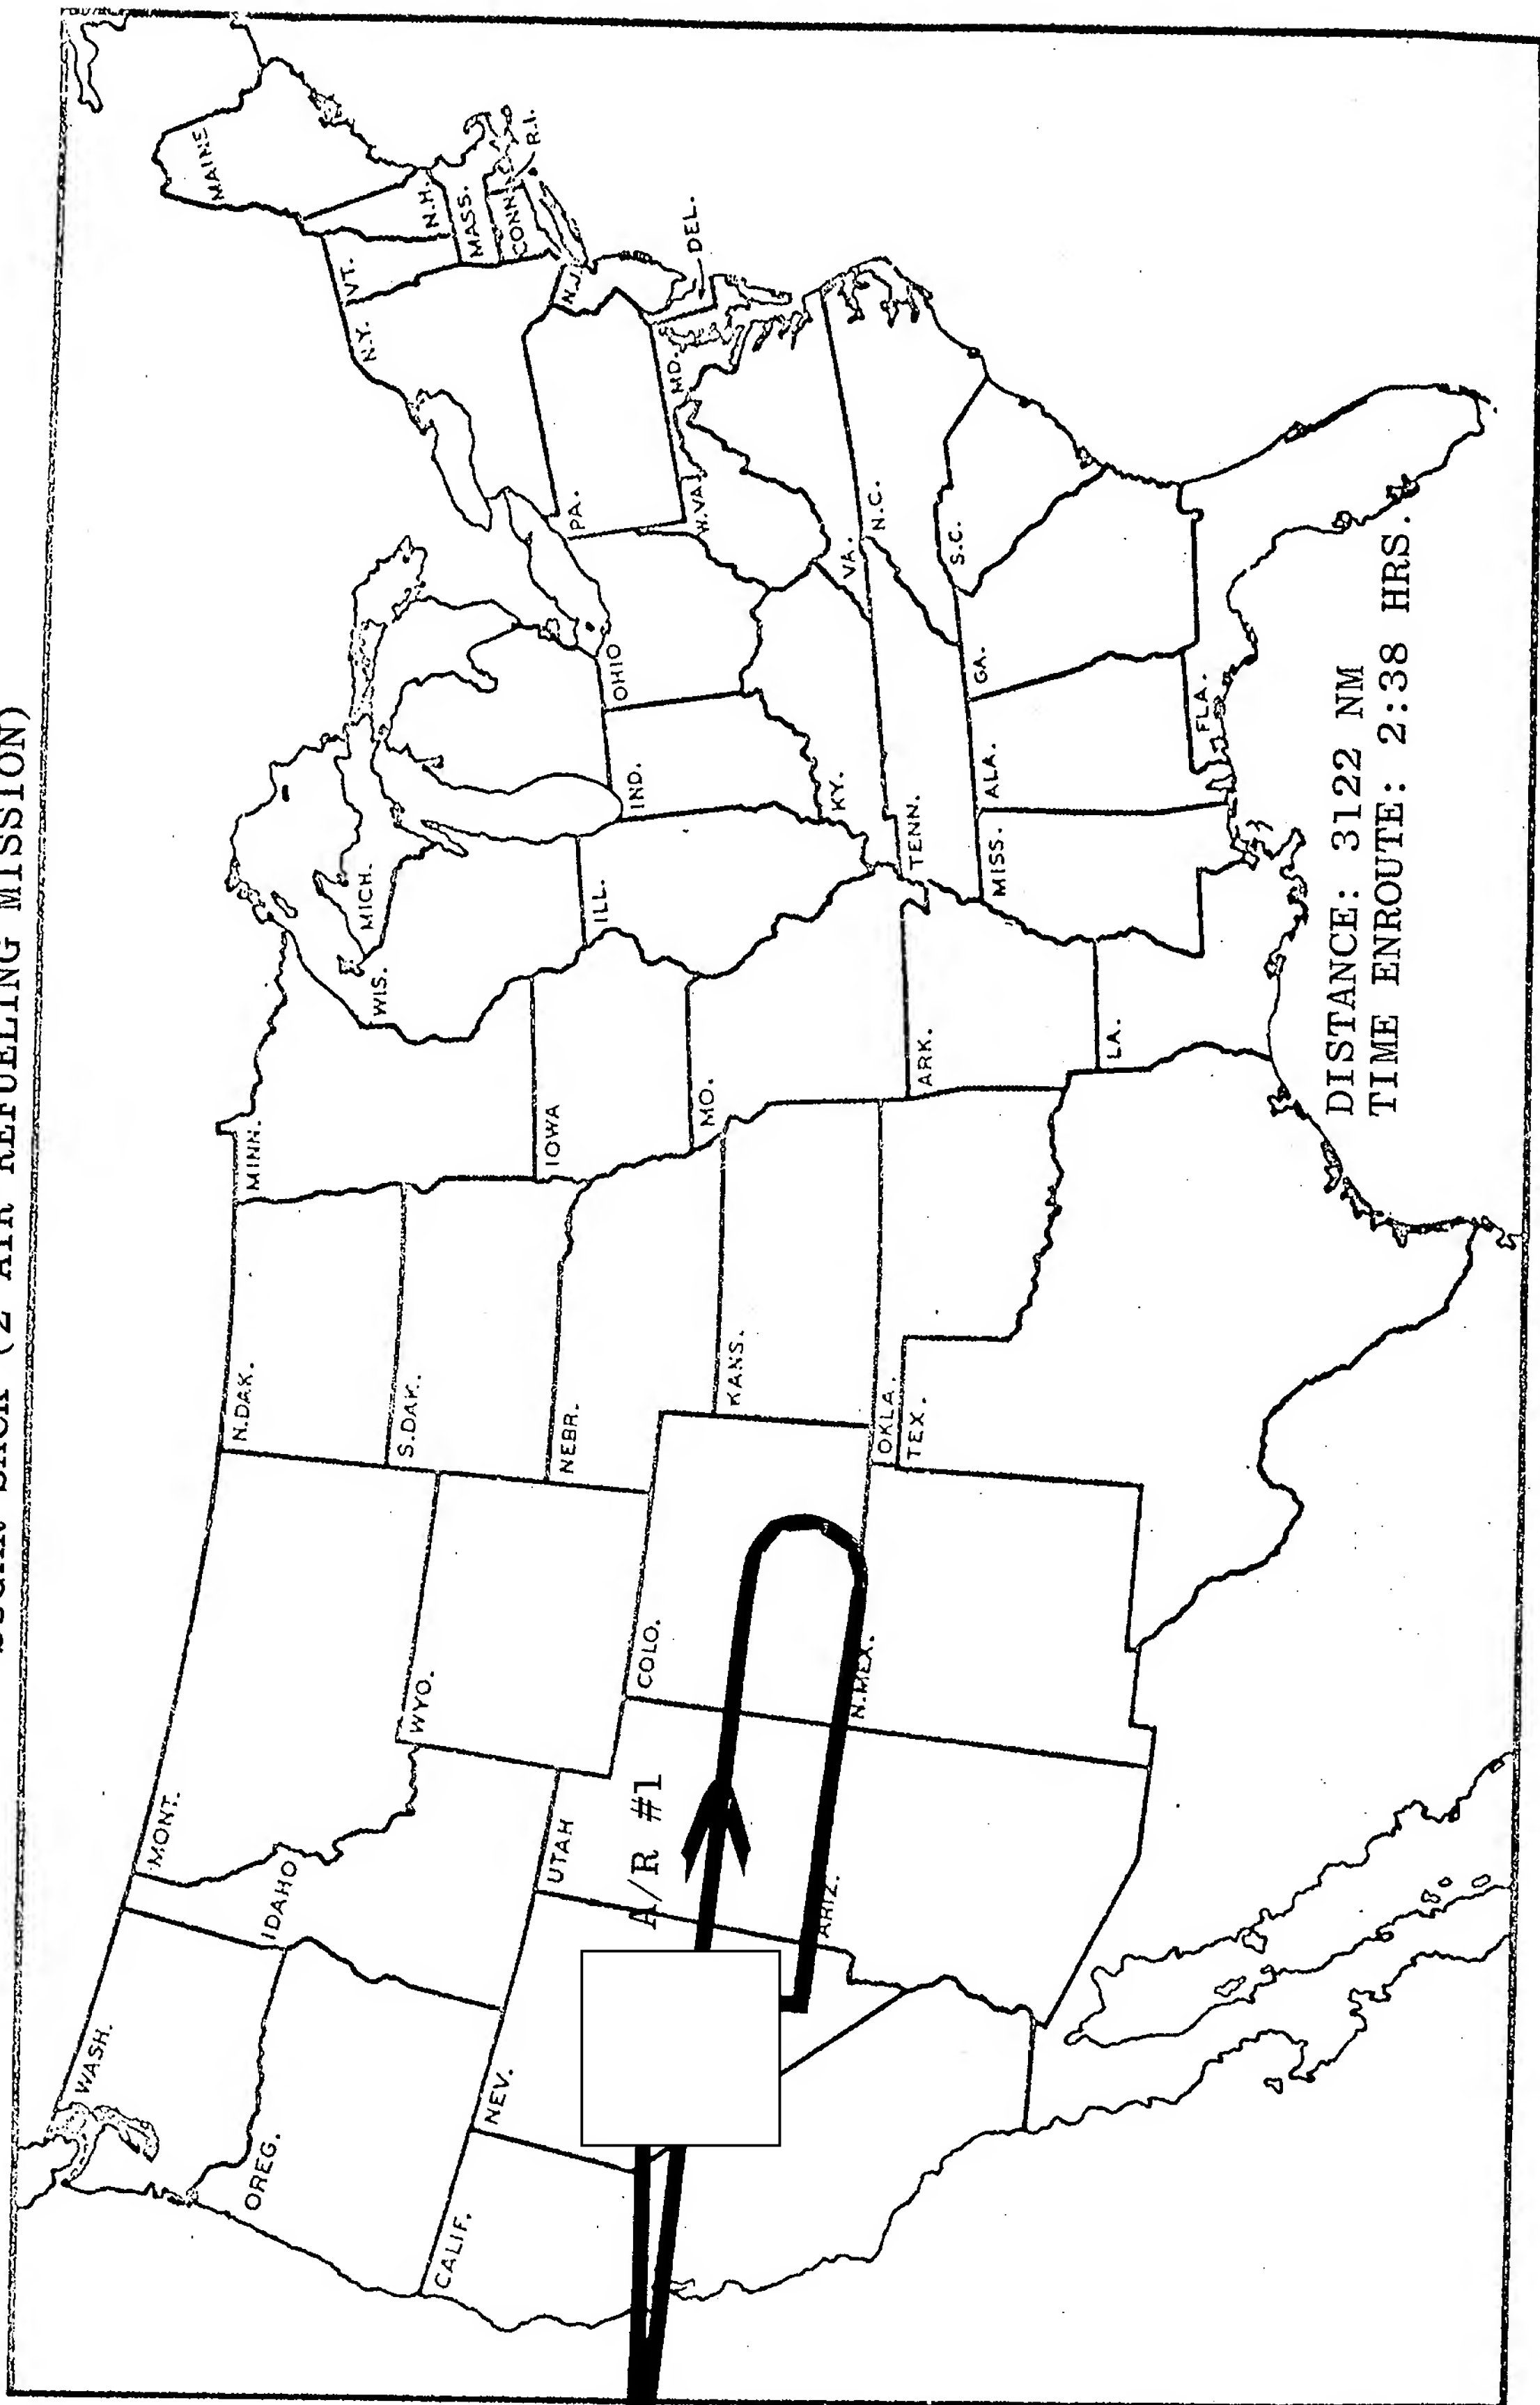 (2 AIR REFUELING MISSION)
WASH.
OREG.
CALIF.
NEV.
IDAHO
MONT.
WYO.
UTAH
A/R #1
COLO.
ARIZ.
N.MEX.
N.DAK.
S.DAK.
NEBR.
KANS.
OKLA.
TEX.
MINN.
IOWA
MO.
ARK.
LA.
WIS.
MICH.
ILL.
IND.
OHIO
KY.
TENN.
MISS.
ALA.
GA.
FLA.
S.C.
N.C.
VA.
W.VA.
PA.
MD.
DEL.
N.J.
N.Y.
VT.
N.H.
MASS.
CONN.
R.I.
MAINE
DISTANCE: 3122 NM
TIME ENROUTE: 2:38 HRS.